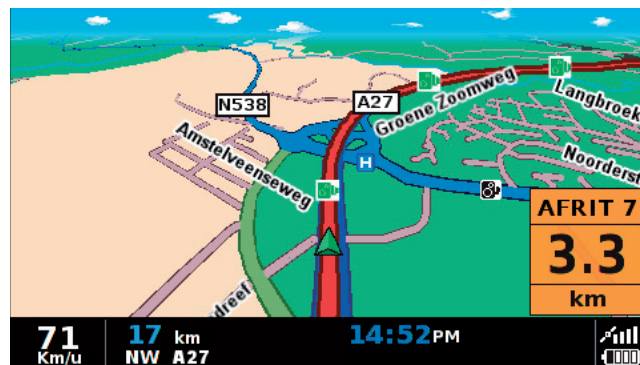 N538
A27
Groene Zoomweg
Langbroek
Amstelveenseweg
H
Noorderst
AFRIT 7
3.3
km
dreef
71
Km/u
17 km
NW A27
14:52PM